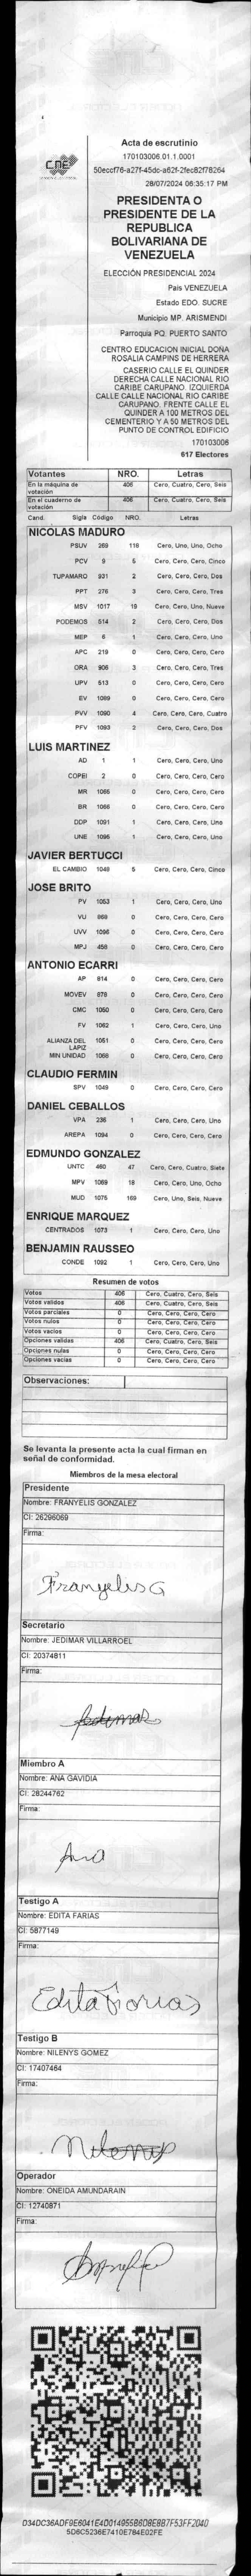 CNE
Acta de escrutinio
170103006.01.1.0001
50eccf76-a27f-45dc-a62f-2fec82f78264
28/07/2024 06:35:17 PM
PRESIDENTA O
PRESIDENTE DE LA
REPUBLICA
BOLIVARIANA DE
VENEZUELA
ELECCIÓN PRESIDENCIAL 2024
Pais VENEZUELA
Estado EDO. SUCRE
Municipio MP. ARISMENDI
Parroquia PQ. PUERTO SANTO
CENTRO EDUCACION INICIAL DOÑA
ROSALIA CAMPINS DE HERRERA
CASERIO CALLE EL QUINDER
DERECHA CALLE NACIONAL RIO
CARIBE CARUPANO. IZQUIERDA
CALLE CALLE NACIONAL RIO CARIBE
CARUPANO. FRENTE CALLE EL
QUINDER A 100 METROS DEL
CEMENTERIO Y A 50 METROS DEL
PUNTO DE CONTROL EDIFICIO
170103006
617 Electores
Votantes NRO. Letras
En la máquina de votación 406 Cero, Cuatro, Cero, Seis
En el cuaderno de votación 406 Cero, Cuatro, Cero, Seis
Cand. Sigla Código NRO. Letras
NICOLAS MADURO
PSUV 269 118 Cero, Uno, Uno, Ocho
PCV 9 5 Cero, Cero, Cero, Cinco
TUPAMARO 931 2 Cero, Cero, Cero, Dos
PPT 276 3 Cero, Cero, Cero, Tres
MSV 1017 19 Cero, Cero, Uno, Nueve
PODEMOS 514 2 Cero, Cero, Cero, Dos
MEP 6 1 Cero, Cero, Cero, Uno
APC 219 0 Cero, Cero, Cero, Cero
ORA 906 3 Cero, Cero, Cero, Tres
UPV 513 0 Cero, Cero, Cero, Cero
EV 1089 0 Cero, Cero, Cero, Cero
PVV 1090 4 Cero, Cero, Cero, Cuatro
PFV 1093 2 Cero, Cero, Cero, Dos
LUIS MARTINEZ
AD 1 1 Cero, Cero, Cero, Uno
COPEI 2 0 Cero, Cero, Cero, Cero
MR 1065 0 Cero, Cero, Cero, Cero
BR 1066 0 Cero, Cero, Cero, Cero
DDP 1091 1 Cero, Cero, Cero, Uno
UNE 1095 1 Cero, Cero, Cero, Uno
JAVIER BERTUCCI
EL CAMBIO 1048 5 Cero, Cero, Cero, Cinco
JOSE BRITO
PV 1053 1 Cero, Cero, Cero, Uno
VU 868 0 Cero, Cero, Cero, Cero
UVV 1096 0 Cero, Cero, Cero, Cero
MPJ 458 0 Cero, Cero, Cero, Cero
ANTONIO ECARRI
AP 814 0 Cero, Cero, Cero, Cero
MOVEV 878 0 Cero, Cero, Cero, Cero
CMC 1050 0 Cero, Cero, Cero, Cero
FV 1062 1 Cero, Cero, Cero, Uno
ALIANZA DEL LAPIZ 1051 0 Cero, Cero, Cero, Cero
MIN UNIDAD 1068 0 Cero, Cero, Cero, Cero
CLAUDIO FERMIN
SPV 1049 0 Cero, Cero, Cero, Cero
DANIEL CEBALLOS
VPA 236 1 Cero, Cero, Cero, Uno
AREPA 1094 0 Cero, Cero, Cero, Cero
EDMUNDO GONZALEZ
UNTC 460 47 Cero, Cero, Cuatro, Siete
MPV 1069 18 Cero, Cero, Uno, Ocho
MUD 1075 169 Cero, Uno, Seis, Nueve
ENRIQUE MARQUEZ
CENTRADOS 1073 1 Cero, Cero, Cero, Uno
BENJAMIN RAUSSEO
CONDE 1092 1 Cero, Cero, Cero, Uno
Resumen de votos
Votos 406 Cero, Cuatro, Cero, Seis
Votos validos 406 Cero, Cuatro, Cero, Seis
Votos parciales 0 Cero, Cero, Cero, Cero
Votos nulos 0 Cero, Cero, Cero, Cero
Votos vacios 0 Cero, Cero, Cero, Cero
Opciones validas 406 Cero, Cuatro, Cero, Seis
Opciones nulas 0 Cero, Cero, Cero, Cero
Opciones vacias 0 Cero, Cero, Cero, Cero
Observaciones:
Se levanta la presente acta la cual firman en
señal de conformidad.
Miembros de la mesa electoral
Presidente
Nombre: FRANYELIS GONZALEZ
CI: 26296069
Firma:
Franyelis G
Secretario
Nombre: JEDIMAR VILLARROEL
CI: 20374811
Firma:
Jedimar
Miembro A
Nombre: ANA GAVIDIA
CI: 28244762
Firma:
Ana
Testigo A
Nombre: EDITA FARIAS
CI: 5877149
Firma:
Edita Farias
Testigo B
Nombre: NILENYS GOMEZ
CI: 17407464
Firma:
Nilenys
Operador
Nombre: ONEIDA AMUNDARAIN
CI: 12740871
Firma:
D34DC36ADF9E6041E4D014955B6D8E8B7F53FF2040
5D6C5236E7410E784E02FE